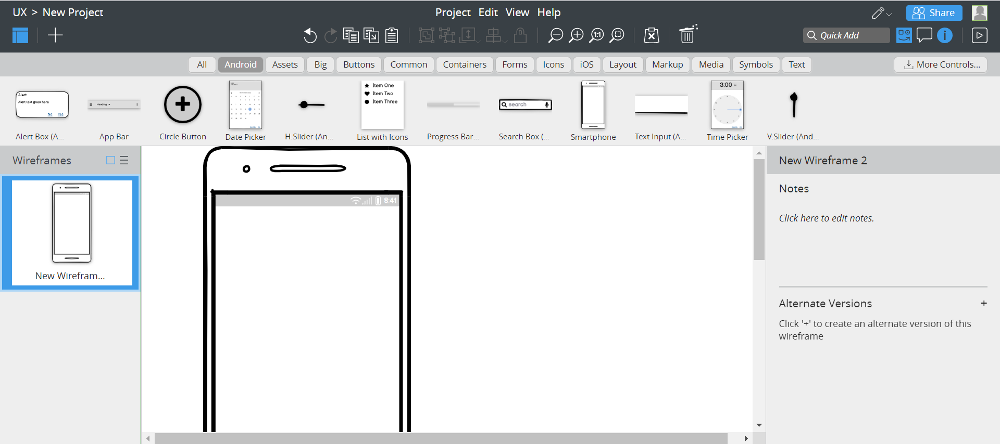 UX > New Project
Project Edit View Help
Share
1:1
Quick Add
All Android Assets Big Buttons Common Containers Forms Icons iOS Layout Markup Media Symbols Text More Controls...
Alert
Alert text goes here
No Yes
Heading
Item One
Item Two
Item Three
search
3:00
Alert Box (A... App Bar Circle Button Date Picker H.Slider (An... List with Icons Progress Bar... Search Box (... Smartphone Text Input (A... Time Picker V.Slider (And...
Wireframes
New Wirefram...
8:41
New Wireframe 2
Notes
Click here to edit notes.
Alternate Versions +
Click '+' to create an alternate version of this
wireframe